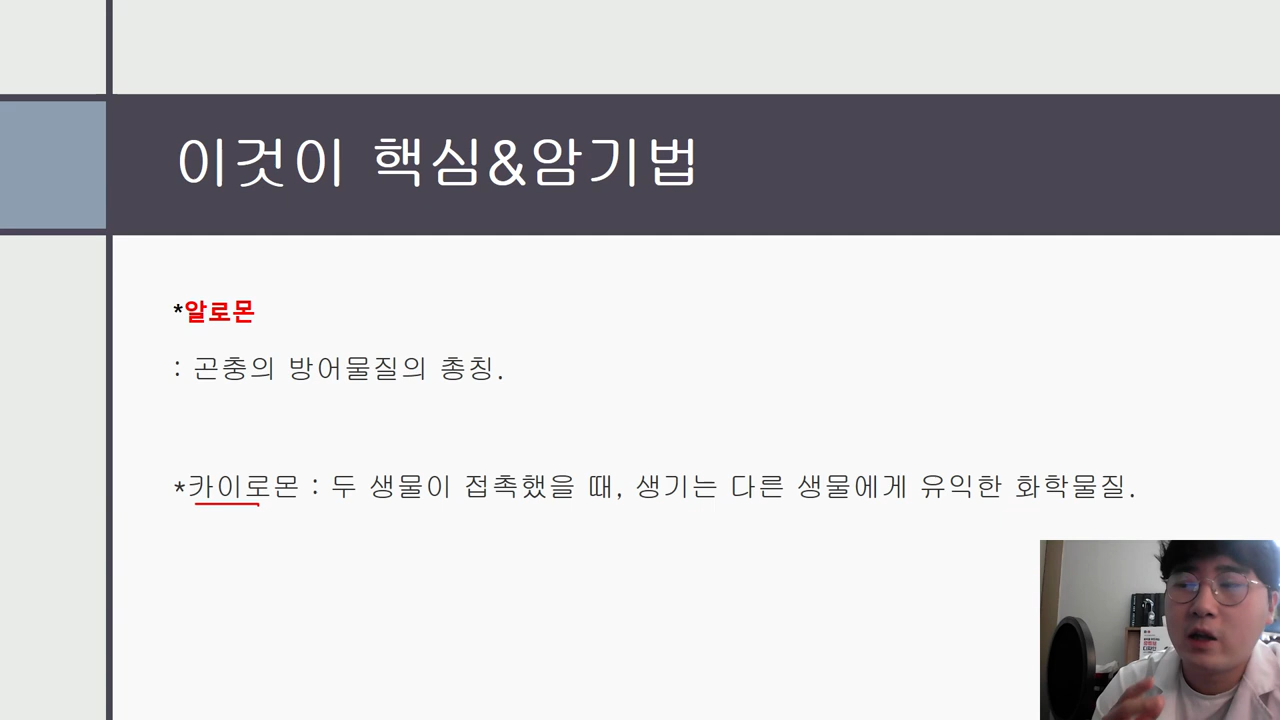 이것이 핵심&암기법
*알로몬
: 곤충의 방어물질의 총칭.
*카이로몬 : 두 생물이 접촉했을 때, 생기는 다른 생물에게 유익한 화학물질.